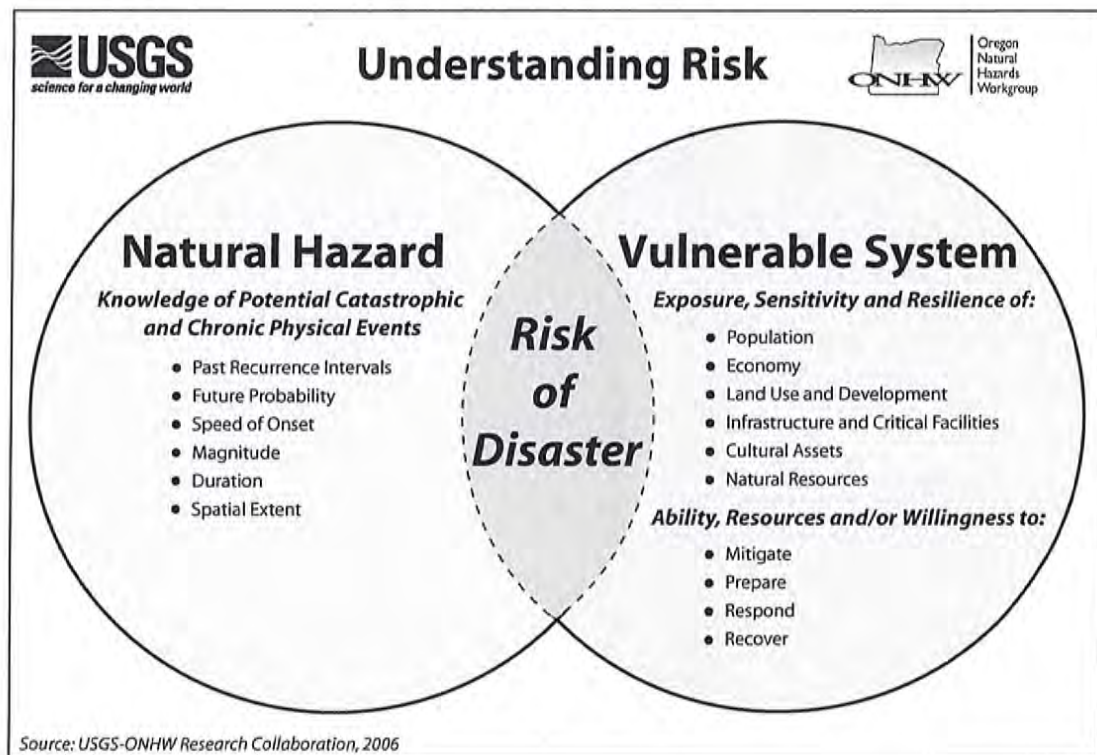 USGS
science for a changing world
Understanding Risk
ONHW
Oregon
Natural
Hazards
Workgroup
Natural Hazard
Knowledge of Potential Catastrophic
and Chronic Physical Events
• Past Recurrence Intervals
• Future Probability
• Speed of Onset
• Magnitude
• Duration
• Spatial Extent
Risk
of
Disaster
Vulnerable System
Exposure, Sensitivity and Resilience of:
• Population
• Economy
• Land Use and Development
• Infrastructure and Critical Facilities
• Cultural Assets
• Natural Resources
Ability, Resources and/or Willingness to:
• Mitigate
• Prepare
• Respond
• Recover
Source: USGS-ONHW Research Collaboration, 2006